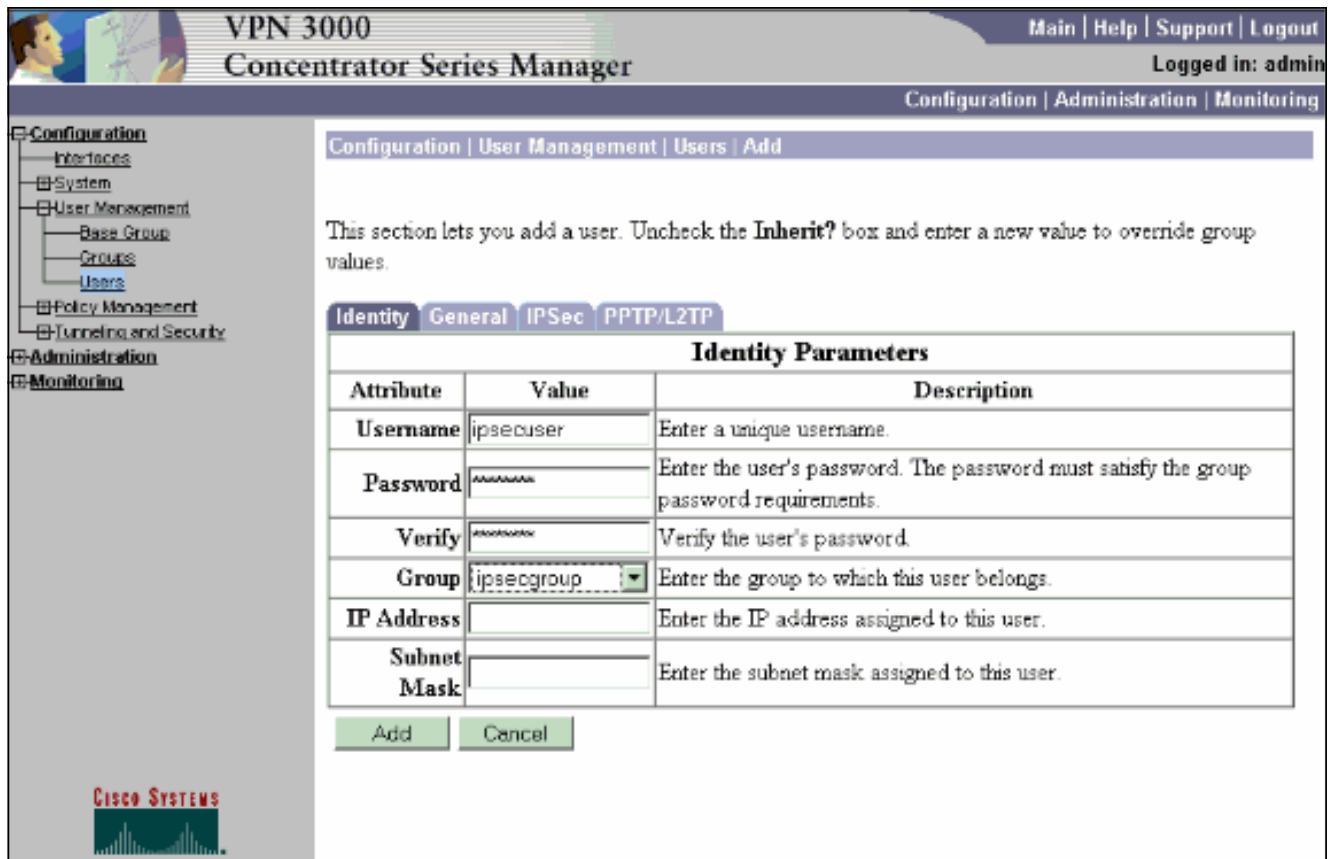 VPN 3000
Concentrator Series Manager
Main | Help | Support | Logout
Logged in: admin
Configuration | Administration | Monitoring
Configuration
Interfaces
System
User Management
Base Group
Groups
Users
Policy Management
Tunneling and Security
Administration
Monitoring
Configuration | User Management | Users | Add
This section lets you add a user. Uncheck the Inherit? box and enter a new value to override group
values.
Identity General IPSec PPTP/L2TP
Identity Parameters
Attribute Value Description
Username ipsecuser Enter a unique username.
Password ******** Enter the user's password. The password must satisfy the group
password requirements.
Verify ******** Verify the user's password.
Group ipsecgroup Enter the group to which this user belongs.
IP Address Enter the IP address assigned to this user.
Subnet
Mask Enter the subnet mask assigned to this user.
Add Cancel
CISCO SYSTEMS